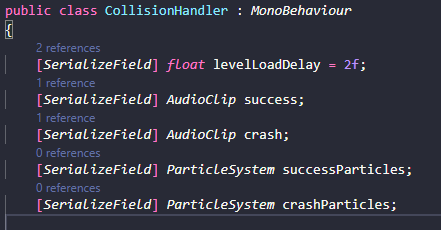 public class CollisionHandler : MonoBehaviour
{
2 references
[SerializeField] float levelLoadDelay = 2f;
1 reference
[SerializeField] AudioClip success;
1 reference
[SerializeField] AudioClip crash;
0 references
[SerializeField] ParticleSystem successParticles;
0 references
[SerializeField] ParticleSystem crashParticles;